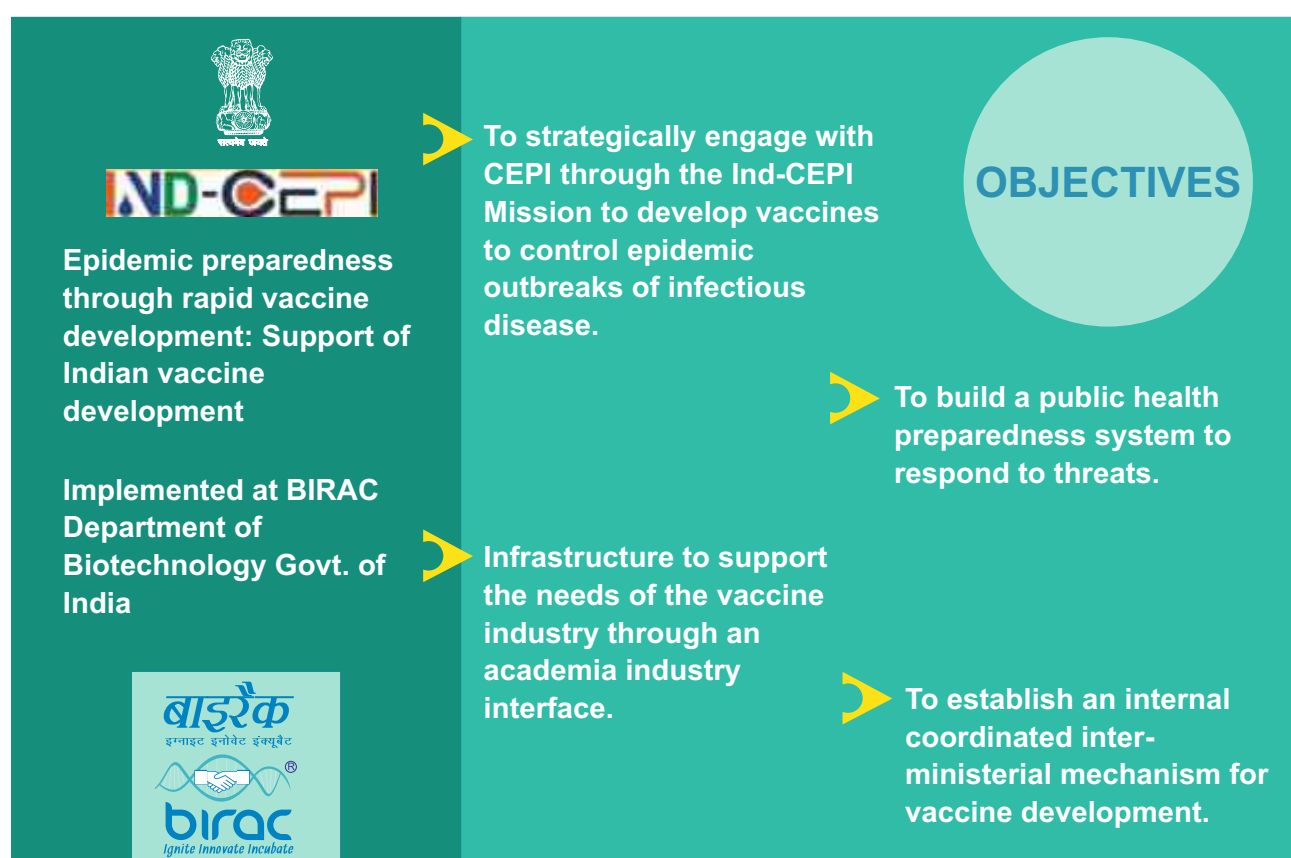 सत्यमेव जयते
IND-CEPI
Epidemic preparedness
through rapid vaccine
development: Support of
Indian vaccine
development
Implemented at BIRAC
Department of
Biotechnology Govt. of
India
बाइरैक
इग्नाइट इनोवेट इंक्यूबैट
®
birac
Ignite Innovate Incubate
OBJECTIVES
To strategically engage with
CEPI through the Ind-CEPI
Mission to develop vaccines
to control epidemic
outbreaks of infectious
disease.
To build a public health
preparedness system to
respond to threats.
Infrastructure to support
the needs of the vaccine
industry through an
academia industry
interface.
To establish an internal
coordinated inter-
ministerial mechanism for
vaccine development.